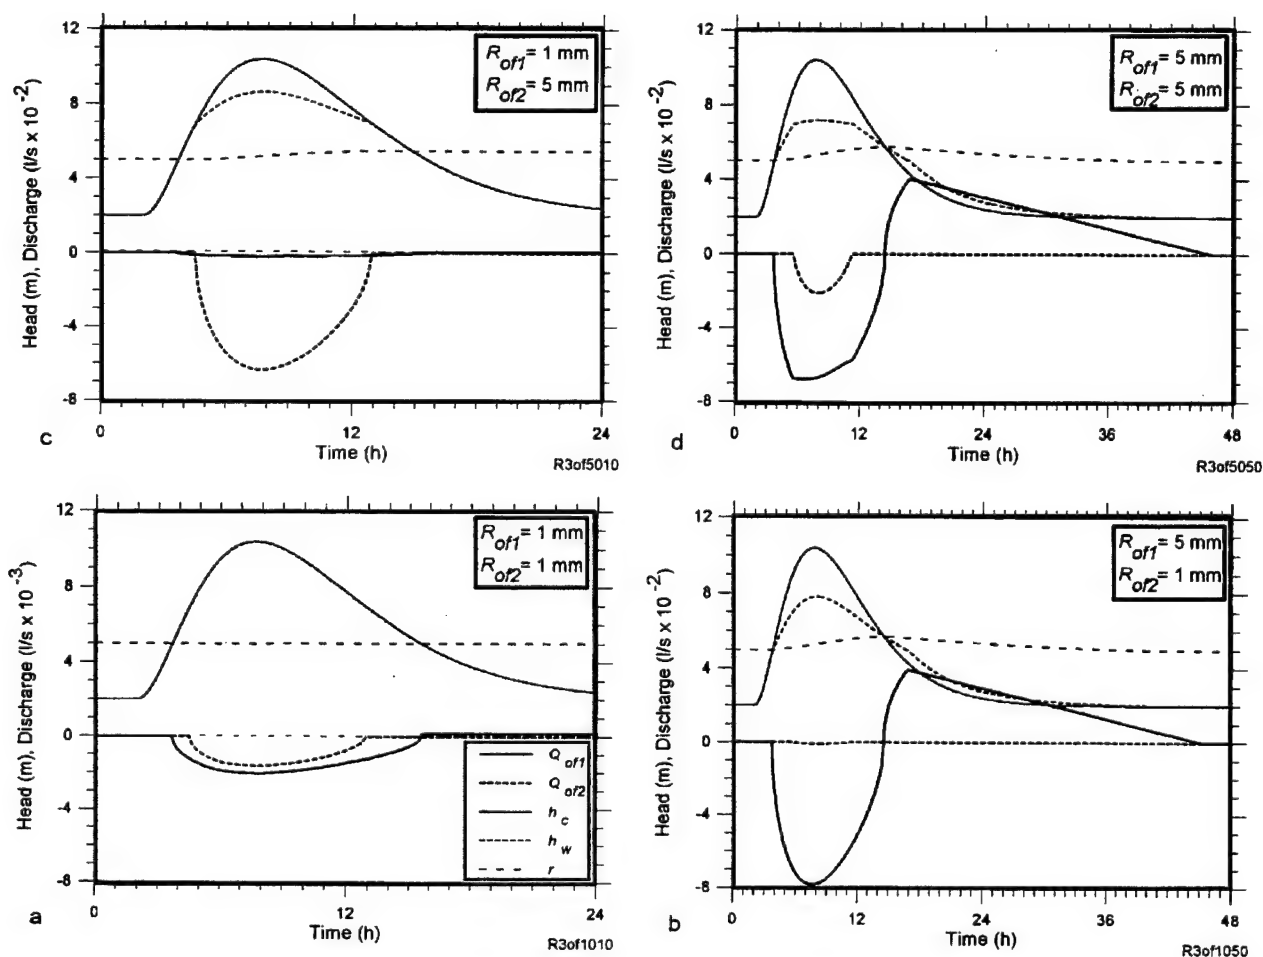 12
8
4
0
-4
-8
Head (m), Discharge (l/s x 10⁻²)
R_of1 = 1 mm
R_of2 = 5 mm
0
12
24
c
Time (h)
R3of5010
12
8
4
0
-4
-8
Head (m), Discharge (l/s x 10⁻²)
R_of1 = 5 mm
R_of2 = 5 mm
0
12
24
36
48
d
Time (h)
R3of5050
12
8
4
0
-4
-8
Head (m), Discharge (l/s x 10⁻³)
R_of1 = 1 mm
R_of2 = 1 mm
Q_of1
Q_of2
h_c
h_w
r
0
12
24
a
Time (h)
R3of1010
12
8
4
0
-4
-8
Head (m), Discharge (l/s x 10⁻²)
R_of1 = 5 mm
R_of2 = 1 mm
0
12
24
36
48
b
Time (h)
R3of1050